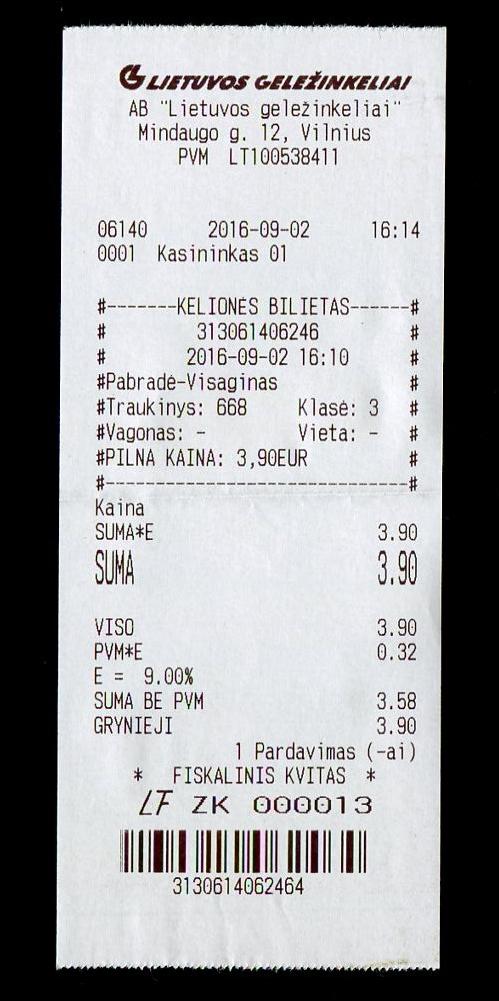 LIETUVOS GELEŽINKELIAI
AB "Lietuvos geležinkeliai"
Mindaugo g. 12, Vilnius
PVM LT100538411
06140 2016-09-02 16:14
0001 Kasininkas 01
#-------KELIONĖS BILIETAS------#
# 313061406246 #
# 2016-09-02 16:10 #
#Pabradė-Visaginas #
#Traukinys: 668 Klasė: 3 #
#Vagonas: - Vieta: - #
#PILNA KAINA: 3,90EUR #
#------------------------------#
Kaina
SUMA*E 3.90
SUMA 3.90
VISO 3.90
PVM*E 0.32
E = 9.00%
SUMA BE PVM 3.58
GRYNIEJI 3.90
1 Pardavimas (-ai)
* FISKALINIS KVITAS *
LF ZK 000013
3130614062464